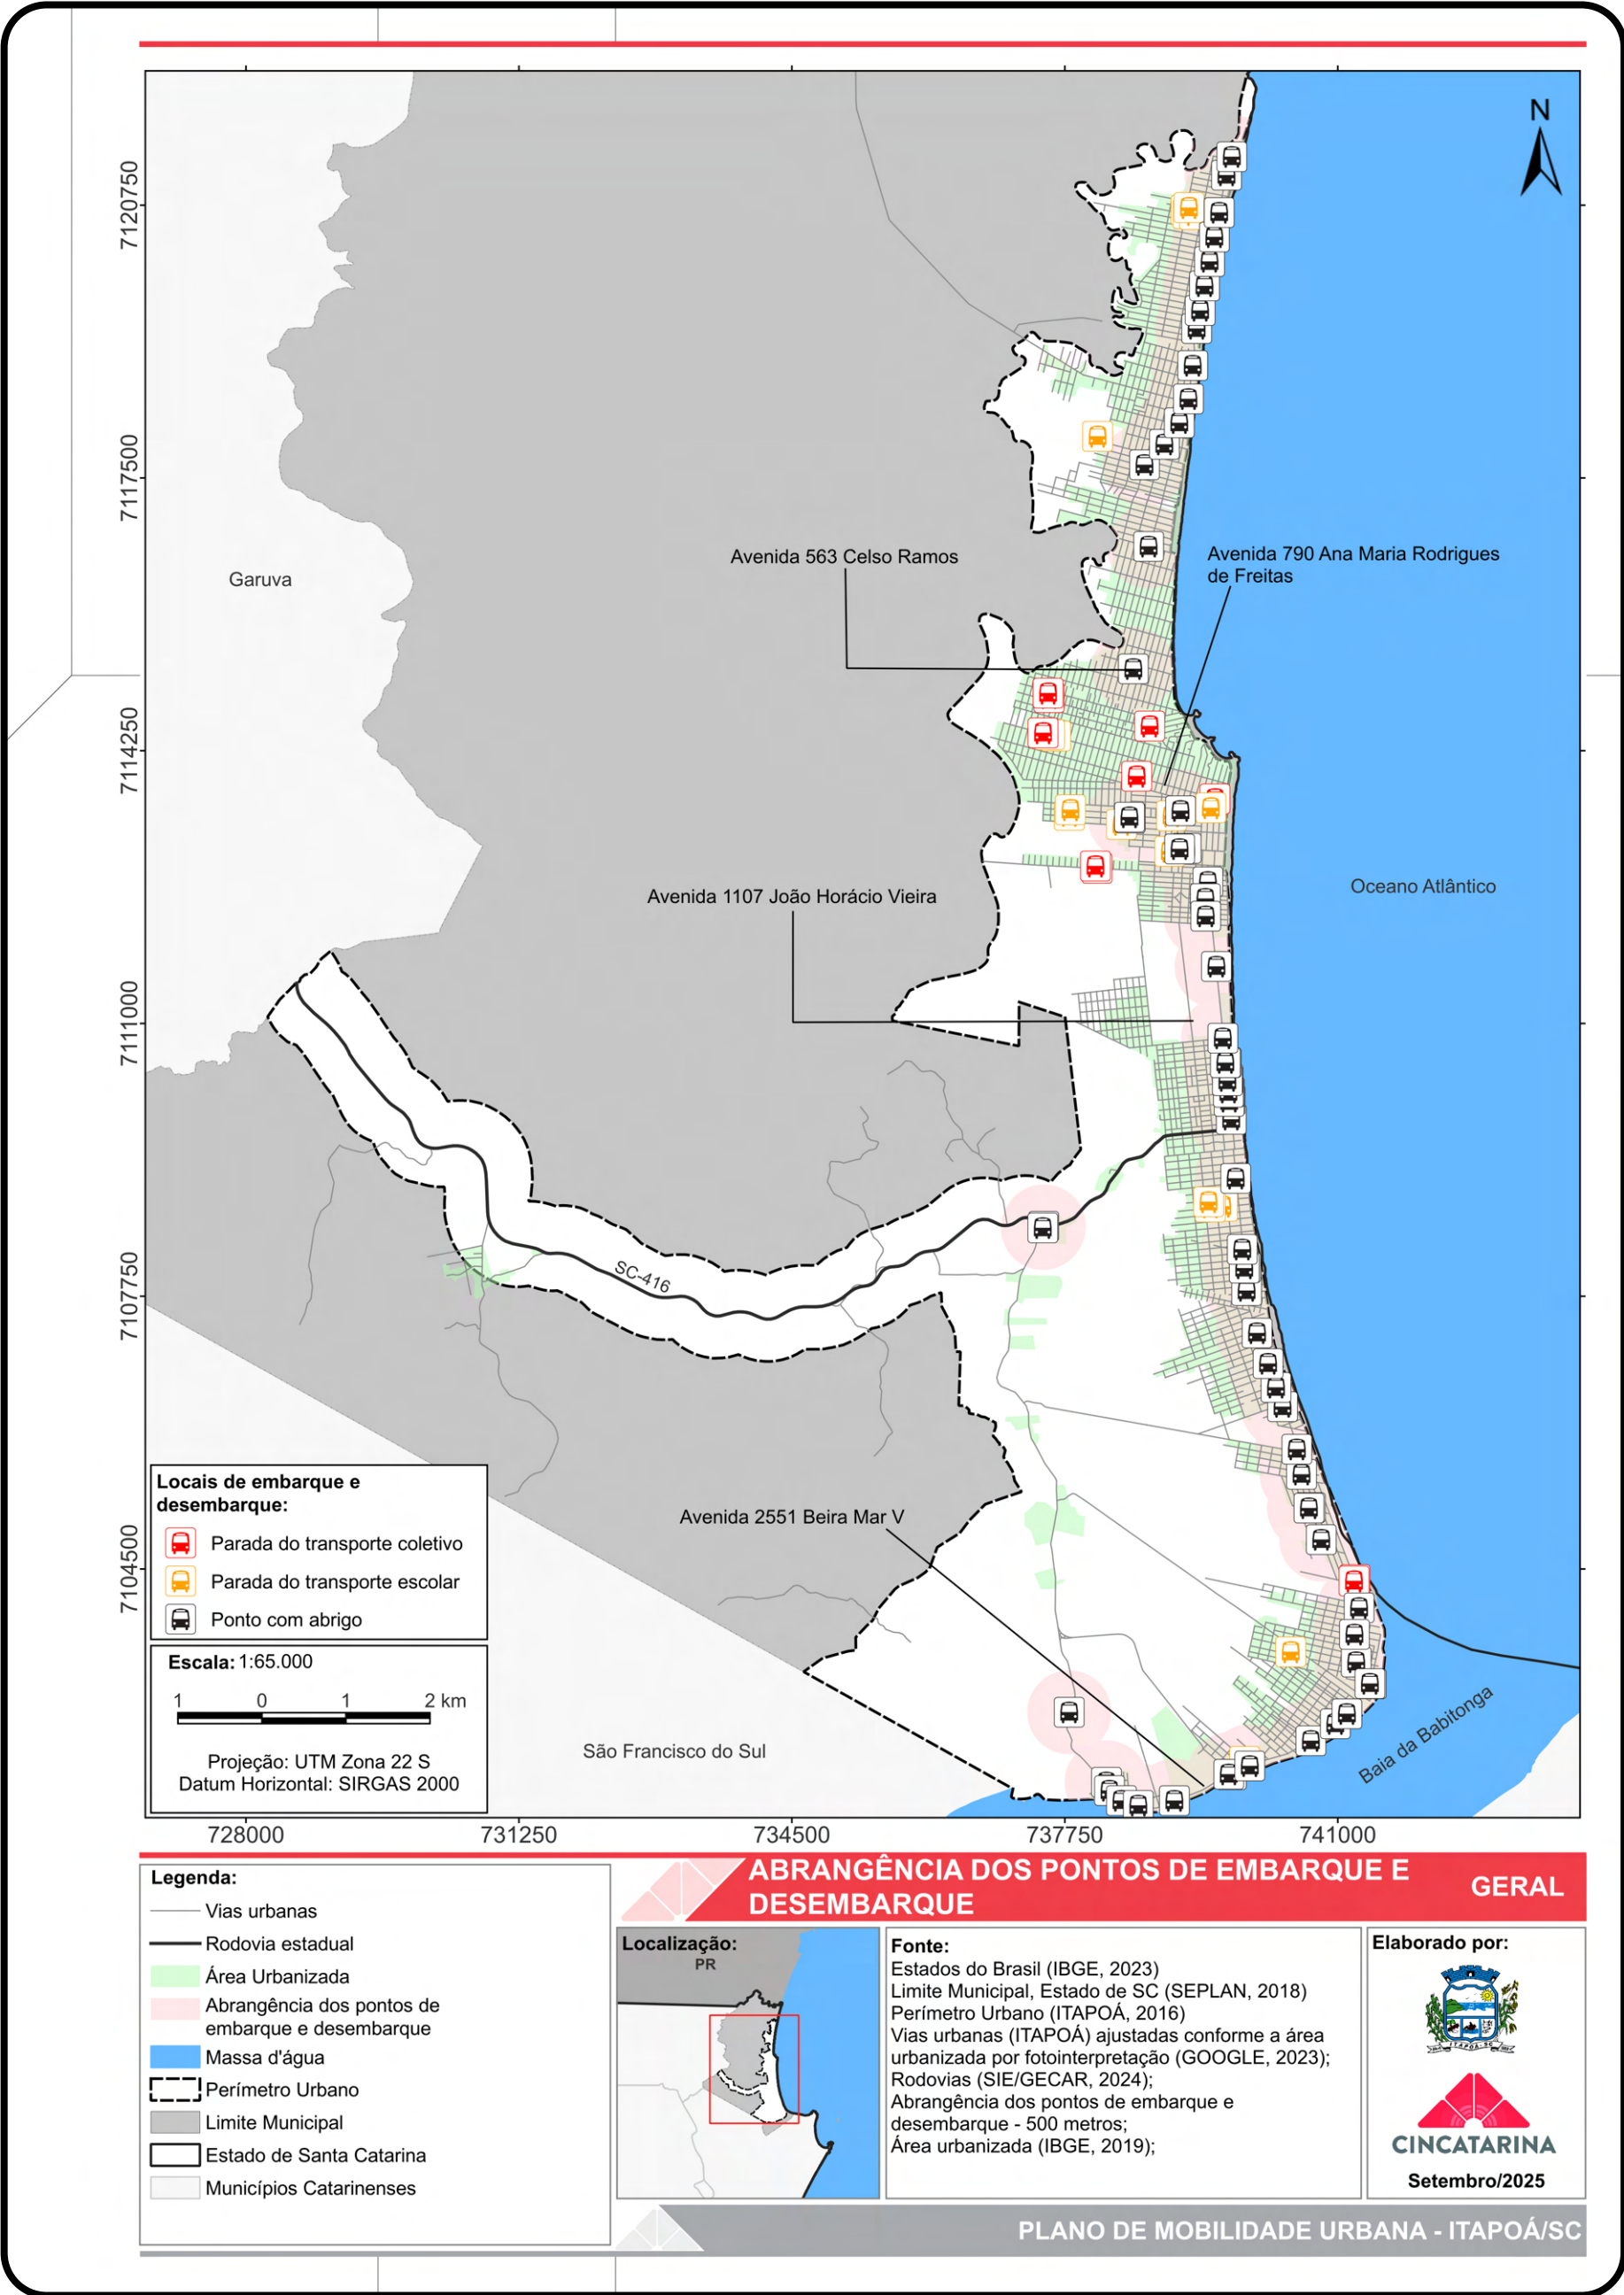 N
7120750
7117500
7114250
7111000
7107750
7104500
Garuva
Avenida 563 Celso Ramos
Avenida 790 Ana Maria Rodrigues
de Freitas
Oceano Atlântico
Avenida 1107 João Horácio Vieira
SC-416
Avenida 2551 Beira Mar V
São Francisco do Sul
Baia da Babitonga
Locais de embarque e
desembarque:
Parada do transporte coletivo
Parada do transporte escolar
Ponto com abrigo
Escala: 1:65.000
1 0 1 2 km
Projeção: UTM Zona 22 S
Datum Horizontal: SIRGAS 2000
728000 731250 734500 737750 741000
Legenda:
Vias urbanas
Rodovia estadual
Área Urbanizada
Abrangência dos pontos de
embarque e desembarque
Massa d'água
Perímetro Urbano
Limite Municipal
Estado de Santa Catarina
Municípios Catarinenses
ABRANGÊNCIA DOS PONTOS DE EMBARQUE E
DESEMBARQUE
GERAL
Localização:
PR
Fonte:
Estados do Brasil (IBGE, 2023)
Limite Municipal, Estado de SC (SEPLAN, 2018)
Perímetro Urbano (ITAPOÁ, 2016)
Vias urbanas (ITAPOÁ) ajustadas conforme a área
urbanizada por fotointerpretação (GOOGLE, 2023);
Rodovias (SIE/GECAR, 2024);
Abrangência dos pontos de embarque e
desembarque - 500 metros;
Área urbanizada (IBGE, 2019);
Elaborado por:
ITAPOÁ-SC
CINCATARINA
Setembro/2025
PLANO DE MOBILIDADE URBANA - ITAPOÁ/SC